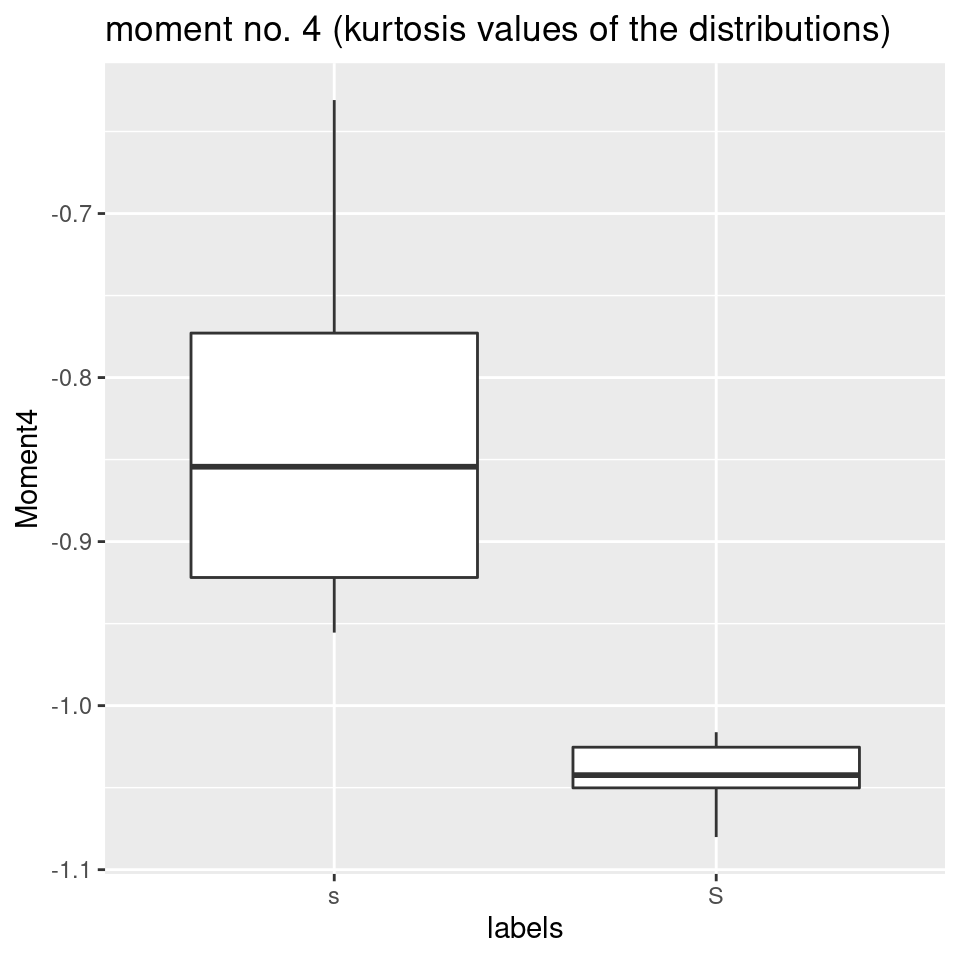 moment no. 4 (kurtosis values of the distributions)
Moment4
-0.7
-0.8
-0.9
-1.0
-1.1
s S
labels